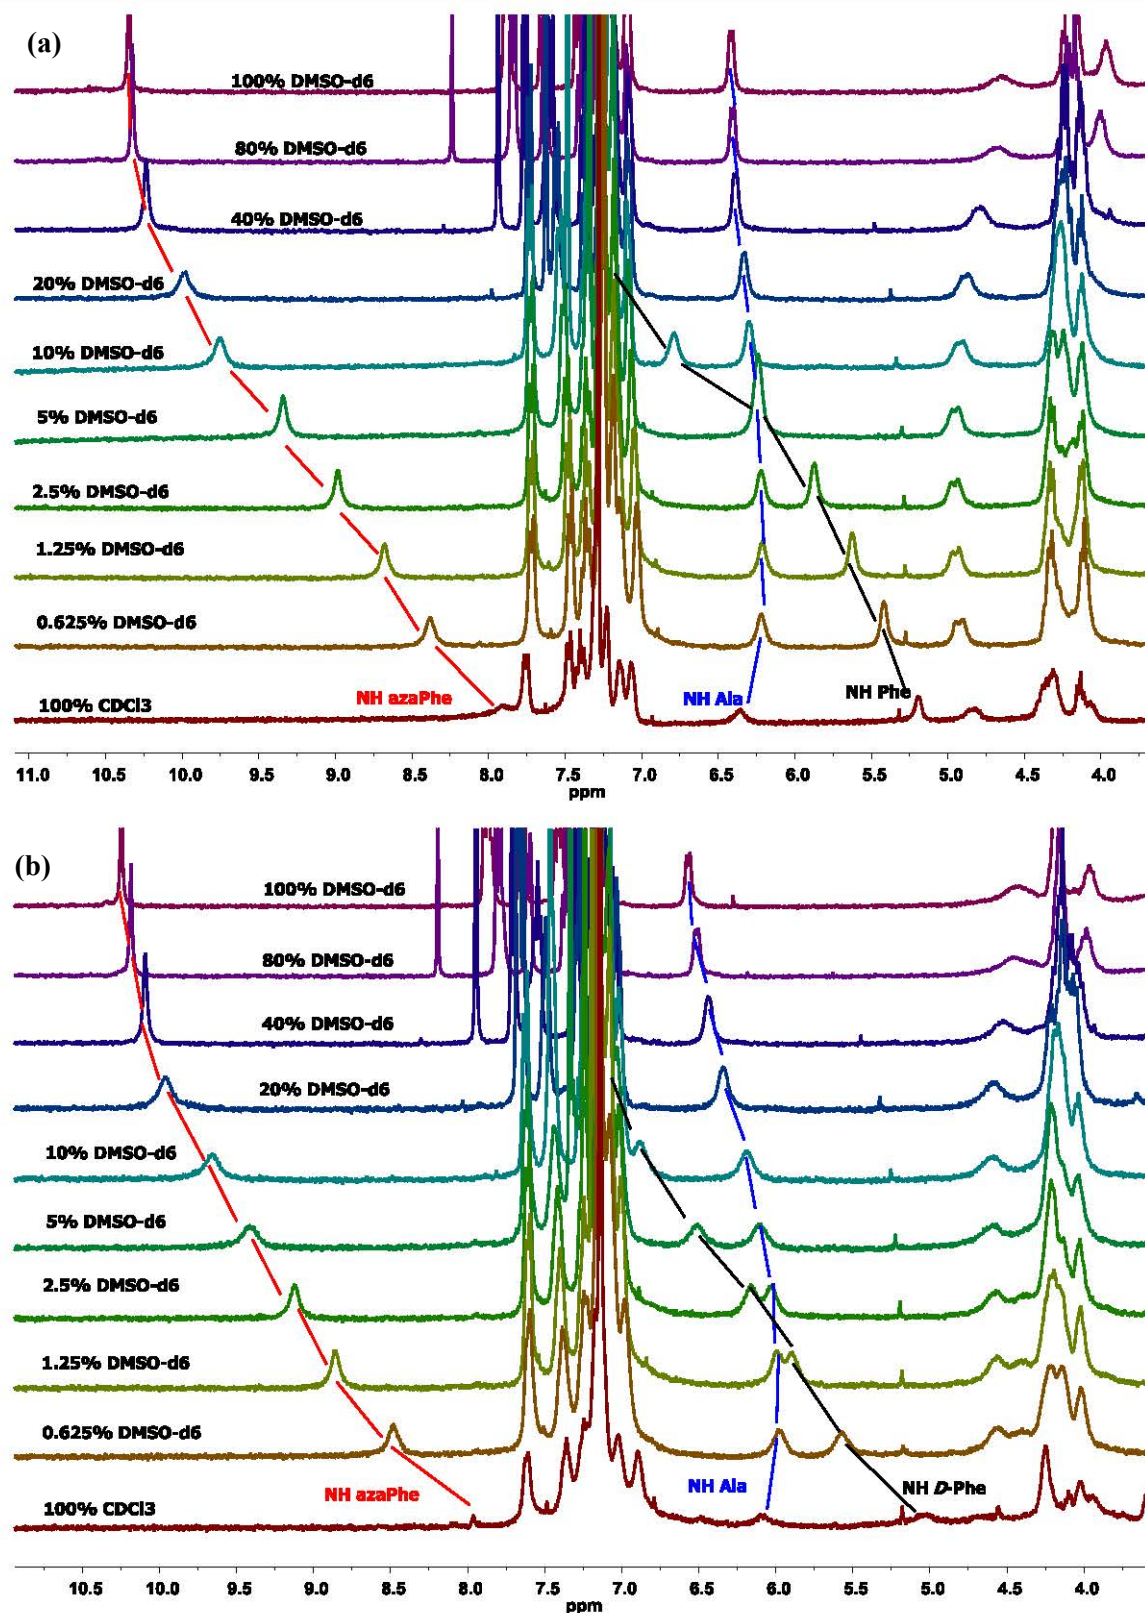 (a)
100% DMSO-d6
80% DMSO-d6
40% DMSO-d6
20% DMSO-d6
10% DMSO-d6
5% DMSO-d6
2.5% DMSO-d6
1.25% DMSO-d6
0.625% DMSO-d6
NH azaPhe NH Ala NH Phe
100% CDCl3
11.0 10.5 10.0 9.5 9.0 8.5 8.0 7.5 7.0 6.5 6.0 5.5 5.0 4.5 4.0
ppm
(b)
100% DMSO-d6
80% DMSO-d6
40% DMSO-d6
20% DMSO-d6
10% DMSO-d6
5% DMSO-d6
2.5% DMSO-d6
1.25% DMSO-d6
0.625% DMSO-d6
NH azaPhe NH Ala NH D-Phe
100% CDCl3
10.5 10.0 9.5 9.0 8.5 8.0 7.5 7.0 6.5 6.0 5.5 5.0 4.5 4.0
ppm